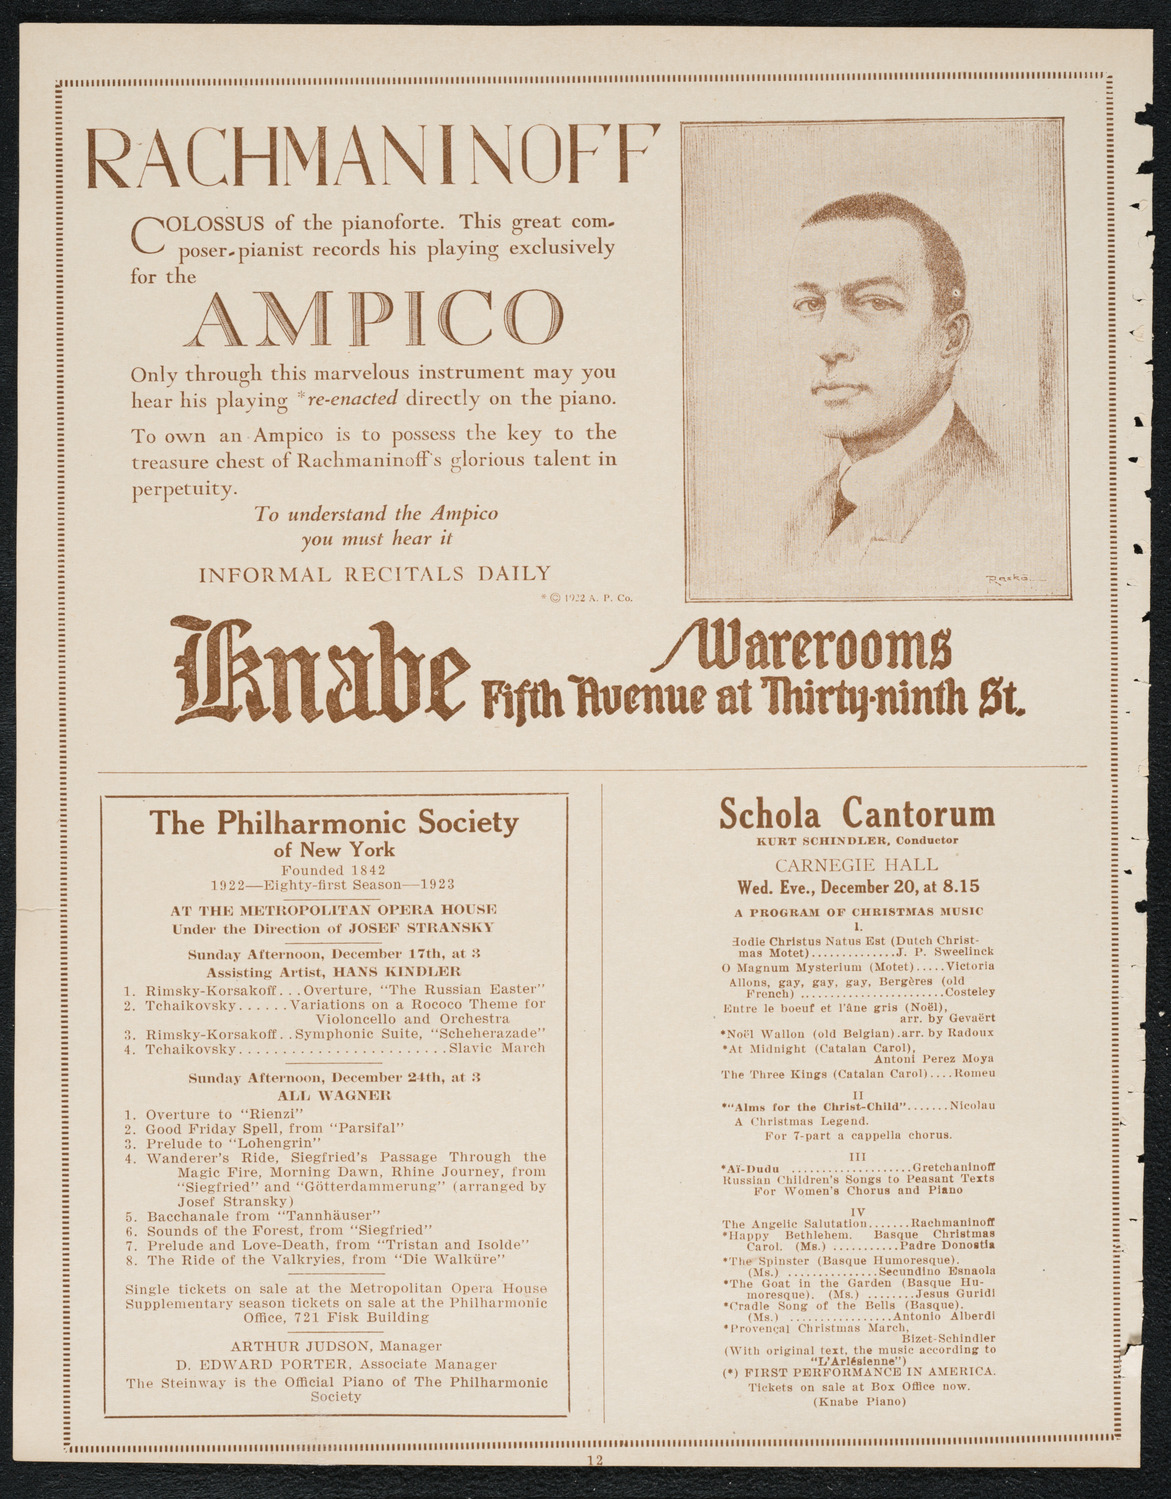 RACHMANINOFF
COLOSSUS of the pianoforte. This great com-
poser-pianist records his playing exclusively
for the
AMPICO
Only through this marvelous instrument may you
hear his playing *re-enacted directly on the piano.
To own an Ampico is to possess the key to the
treasure chest of Rachmaninoff's glorious talent in
perpetuity.
To understand the Ampico
you must hear it
INFORMAL RECITALS DAILY
* © 1922 A. P. Co.
Raskò
Knabe Warerooms
Fifth Avenue at Thirty-ninth St.
The Philharmonic Society
of New York
Founded 1842
1922—Eighty-first Season—1923
AT THE METROPOLITAN OPERA HOUSE
Under the Direction of JOSEF STRANSKY
Sunday Afternoon, December 17th, at 3
Assisting Artist, HANS KINDLER
1. Rimsky-Korsakoff...Overture, "The Russian Easter"
2. Tchaikovsky......Variations on a Rococo Theme for
Violoncello and Orchestra
3. Rimsky-Korsakoff..Symphonic Suite, "Scheherazade"
4. Tchaikovsky........................Slavic March
Sunday Afternoon, December 24th, at 3
ALL WAGNER
1. Overture to "Rienzi"
2. Good Friday Spell, from "Parsifal"
3. Prelude to "Lohengrin"
4. Wanderer's Ride, Siegfried's Passage Through the
Magic Fire, Morning Dawn, Rhine Journey, from
"Siegfried" and "Götterdammerung" (arranged by
Josef Stransky)
5. Bacchanale from "Tannhäuser"
6. Sounds of the Forest, from "Siegfried"
7. Prelude and Love-Death, from "Tristan and Isolde"
8. The Ride of the Valkryies, from "Die Walküre"
Single tickets on sale at the Metropolitan Opera House
Supplementary season tickets on sale at the Philharmonic
Office, 721 Fisk Building
ARTHUR JUDSON, Manager
D. EDWARD PORTER, Associate Manager
The Steinway is the Official Piano of The Philharmonic
Society
Schola Cantorum
KURT SCHINDLER, Conductor
CARNEGIE HALL
Wed. Eve., December 20, at 8.15
A PROGRAM OF CHRISTMAS MUSIC
I.
Hodie Christus Natus Est (Dutch Christ-
mas Motet)..............J. P. Sweelinck
O Magnum Mysterium (Motet).....Victoria
Allons, gay, gay, gay, Bergères (old
French) ........................Costeley
Entre le boeuf et l'âne gris (Noël),
arr. by Gevaërt
*Noël Wallon (old Belgian).arr. by Radoux
*At Midnight (Catalan Carol),
Antoni Perez Moya
The Three Kings (Catalan Carol)....Romeu
II
*"Alms for the Christ-Child".......Nicolau
A Christmas Legend.
For 7-part a cappella chorus.
III
*Aï-Dudu ....................Gretchaninoff
Russian Children's Songs to Peasant Texts
For Women's Chorus and Piano
IV
The Angelic Salutation.......Rachmaninoff
*Happy Bethlehem. Basque Christmas
Carol. (Ms.) ...........Padre Donostia
*The Spinster (Basque Humoresque).
(Ms.) ...............Secundino Esnaola
*The Goat in the Garden (Basque Hu-
moresque). (Ms.) ........Jesus Guridi
*Cradle Song of the Bells (Basque).
(Ms.) .................Antonio Alberdi
*Provençal Christmas March,
Bizet-Schindler
(With original text, the music according to
"L'Arlésienne")
(*) FIRST PERFORMANCE IN AMERICA.
Tickets on sale at Box Office now.
(Knabe Piano)
12